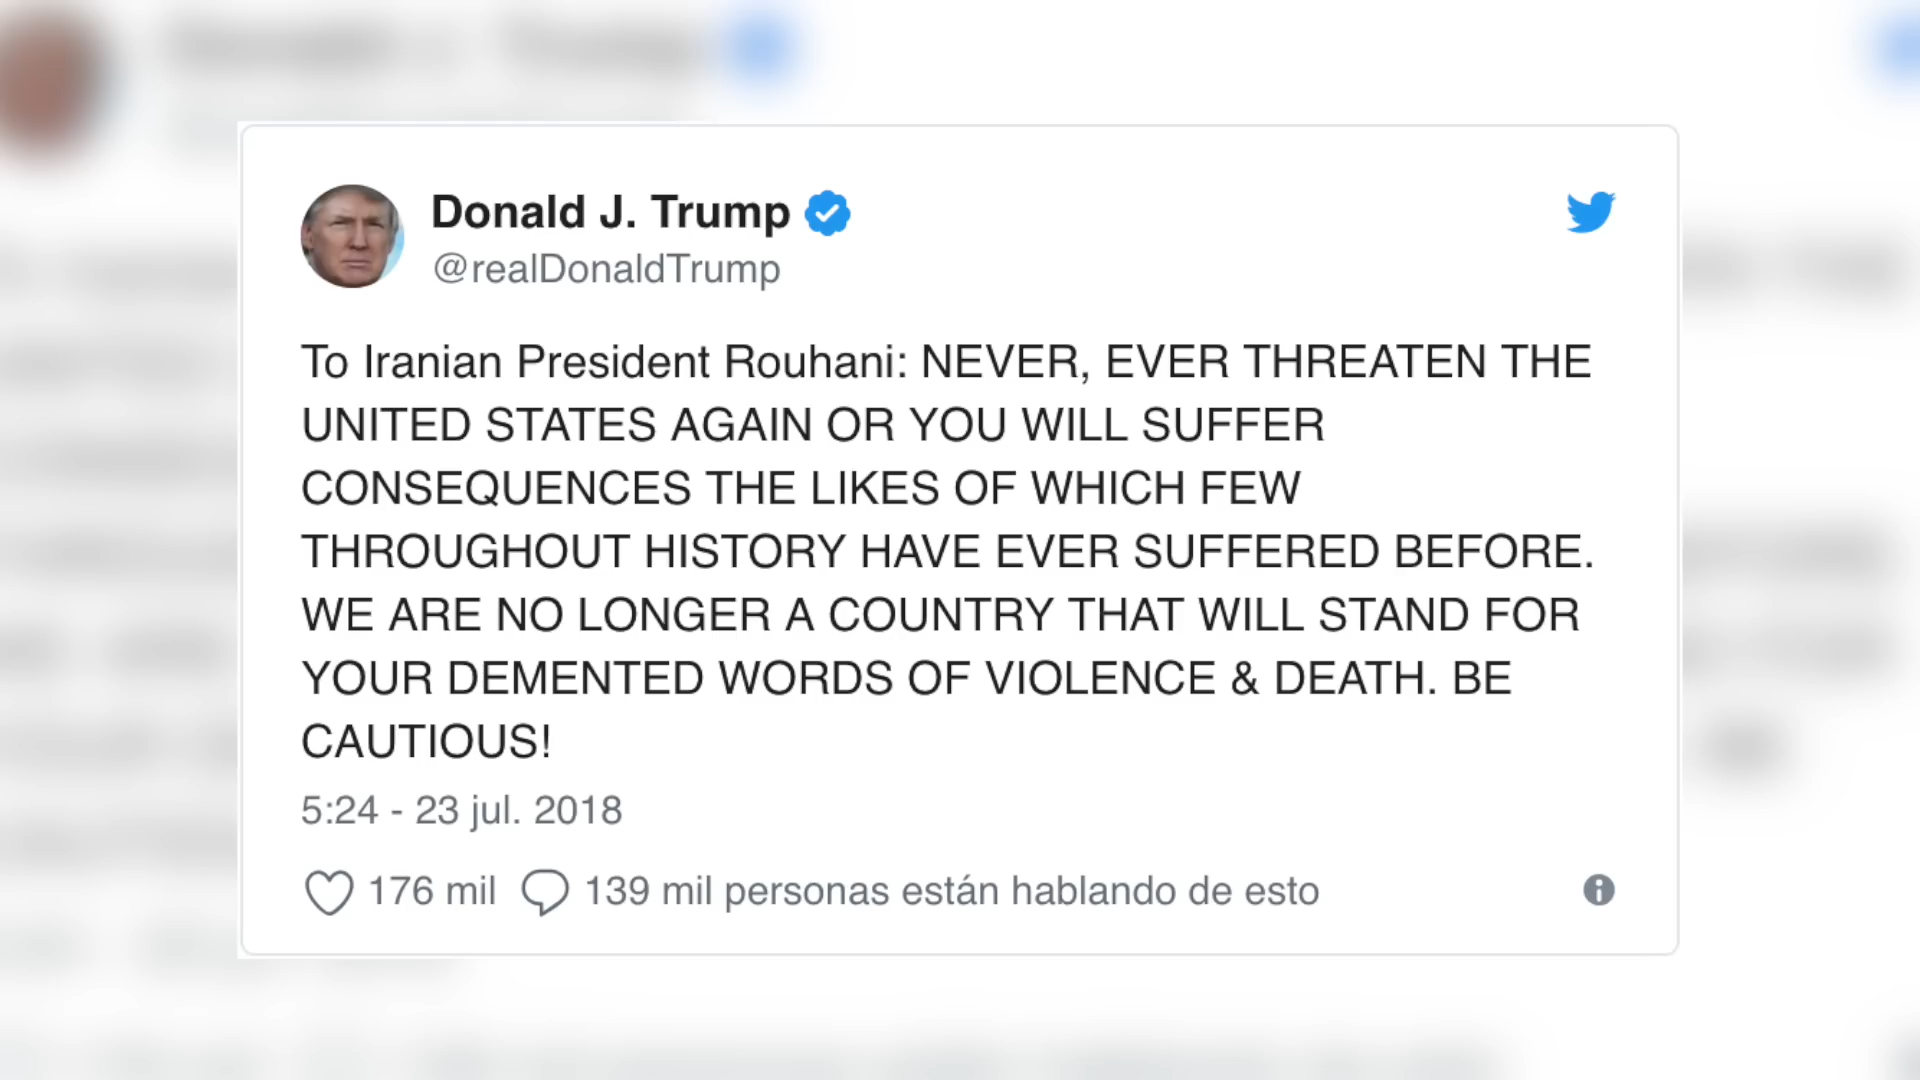 Donald J. Trump
@realDonaldTrump
To Iranian President Rouhani: NEVER, EVER THREATEN THE
UNITED STATES AGAIN OR YOU WILL SUFFER
CONSEQUENCES THE LIKES OF WHICH FEW
THROUGHOUT HISTORY HAVE EVER SUFFERED BEFORE.
WE ARE NO LONGER A COUNTRY THAT WILL STAND FOR
YOUR DEMENTED WORDS OF VIOLENCE & DEATH. BE
CAUTIOUS!
5:24 - 23 jul. 2018
176 mil 139 mil personas están hablando de esto